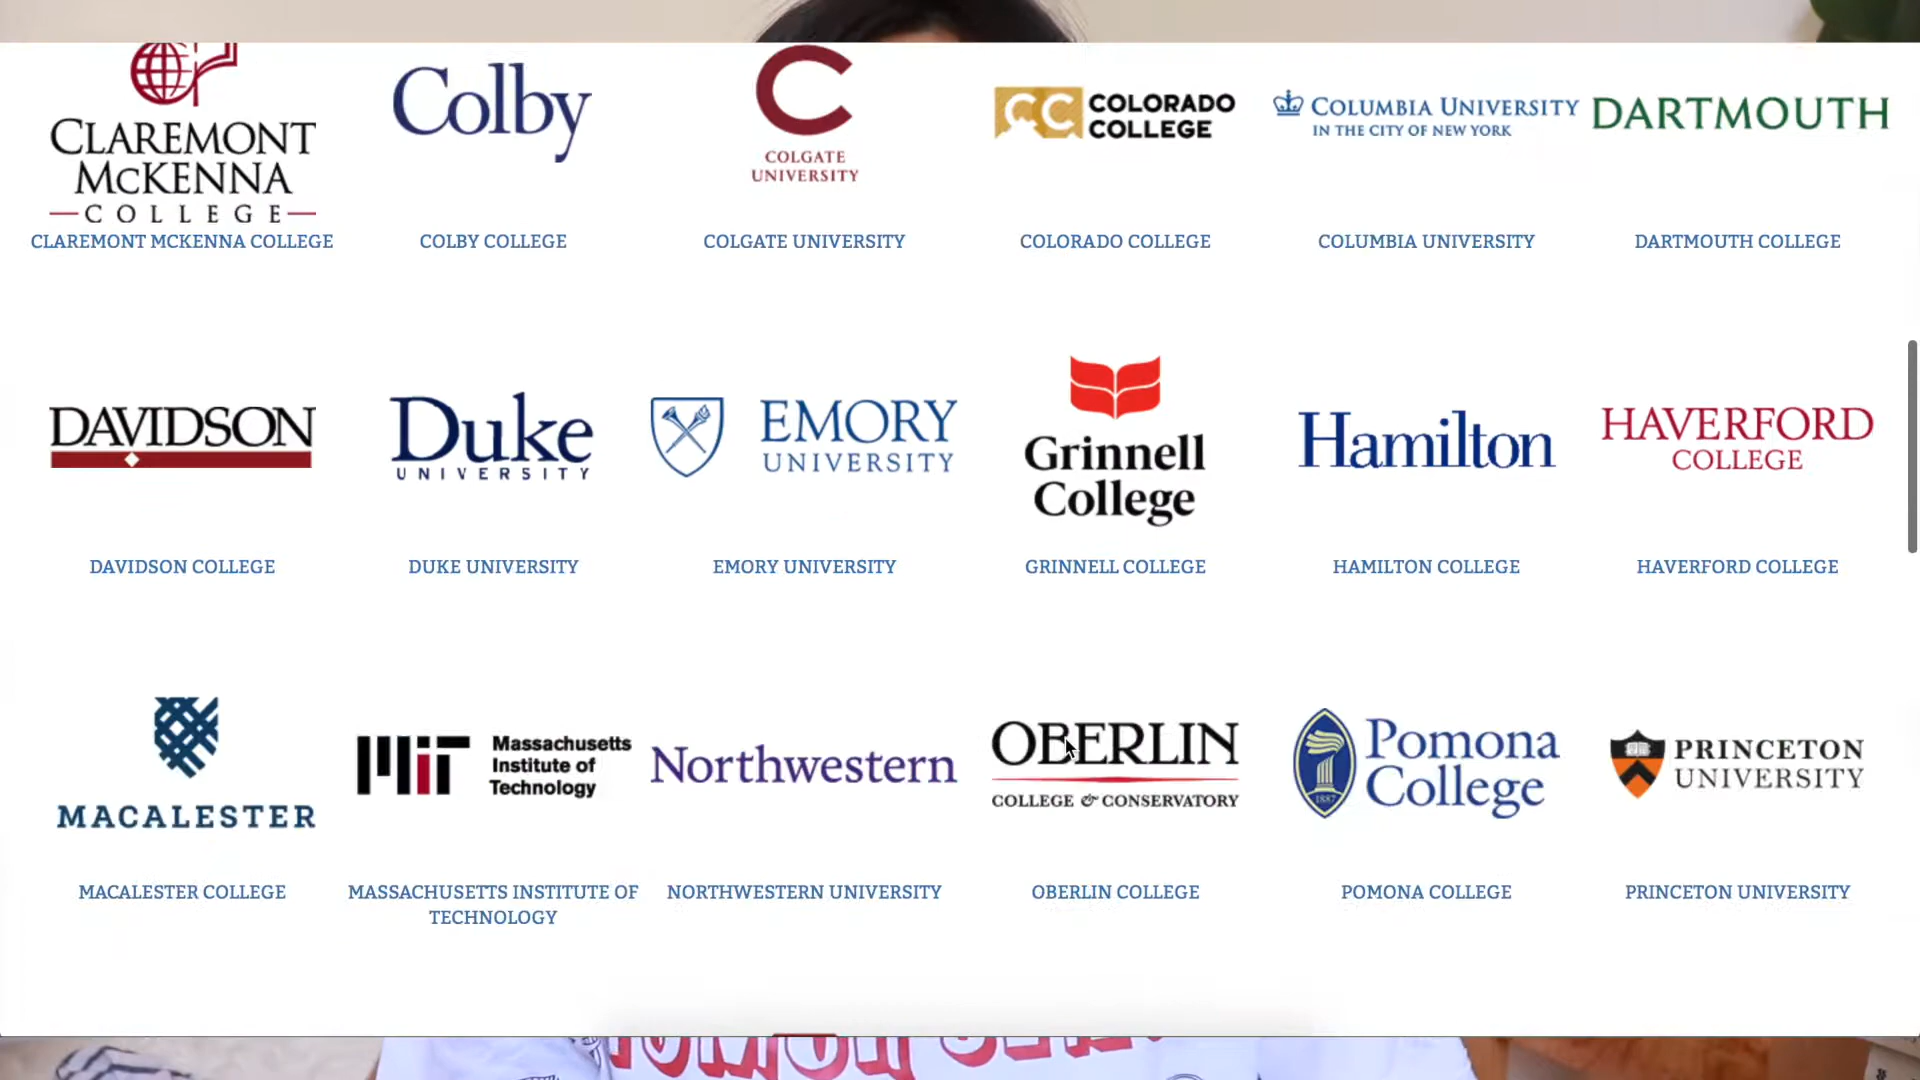 CLAREMONT
MCKENNA
COLLEGE
CLAREMONT MCKENNA COLLEGE
Colby
COLBY COLLEGE
C
COLGATE
UNIVERSITY
COLGATE UNIVERSITY
CC COLORADO
COLLEGE
COLORADO COLLEGE
COLUMBIA UNIVERSITY
IN THE CITY OF NEW YORK
COLUMBIA UNIVERSITY
DARTMOUTH
DARTMOUTH COLLEGE
DAVIDSON
DAVIDSON COLLEGE
Duke
UNIVERSITY
DUKE UNIVERSITY
EMORY
UNIVERSITY
EMORY UNIVERSITY
Grinnell
College
GRINNELL COLLEGE
Hamilton
HAMILTON COLLEGE
HAVERFORD
COLLEGE
HAVERFORD COLLEGE
MACALESTER
MACALESTER COLLEGE
MIT
Massachusetts
Institute of
Technology
MASSACHUSETTS INSTITUTE OF
TECHNOLOGY
Northwestern
NORTHWESTERN UNIVERSITY
OBERLIN
COLLEGE & CONSERVATORY
OBERLIN COLLEGE
Pomona
College
1887
POMONA COLLEGE
PRINCETON
UNIVERSITY
PRINCETON UNIVERSITY